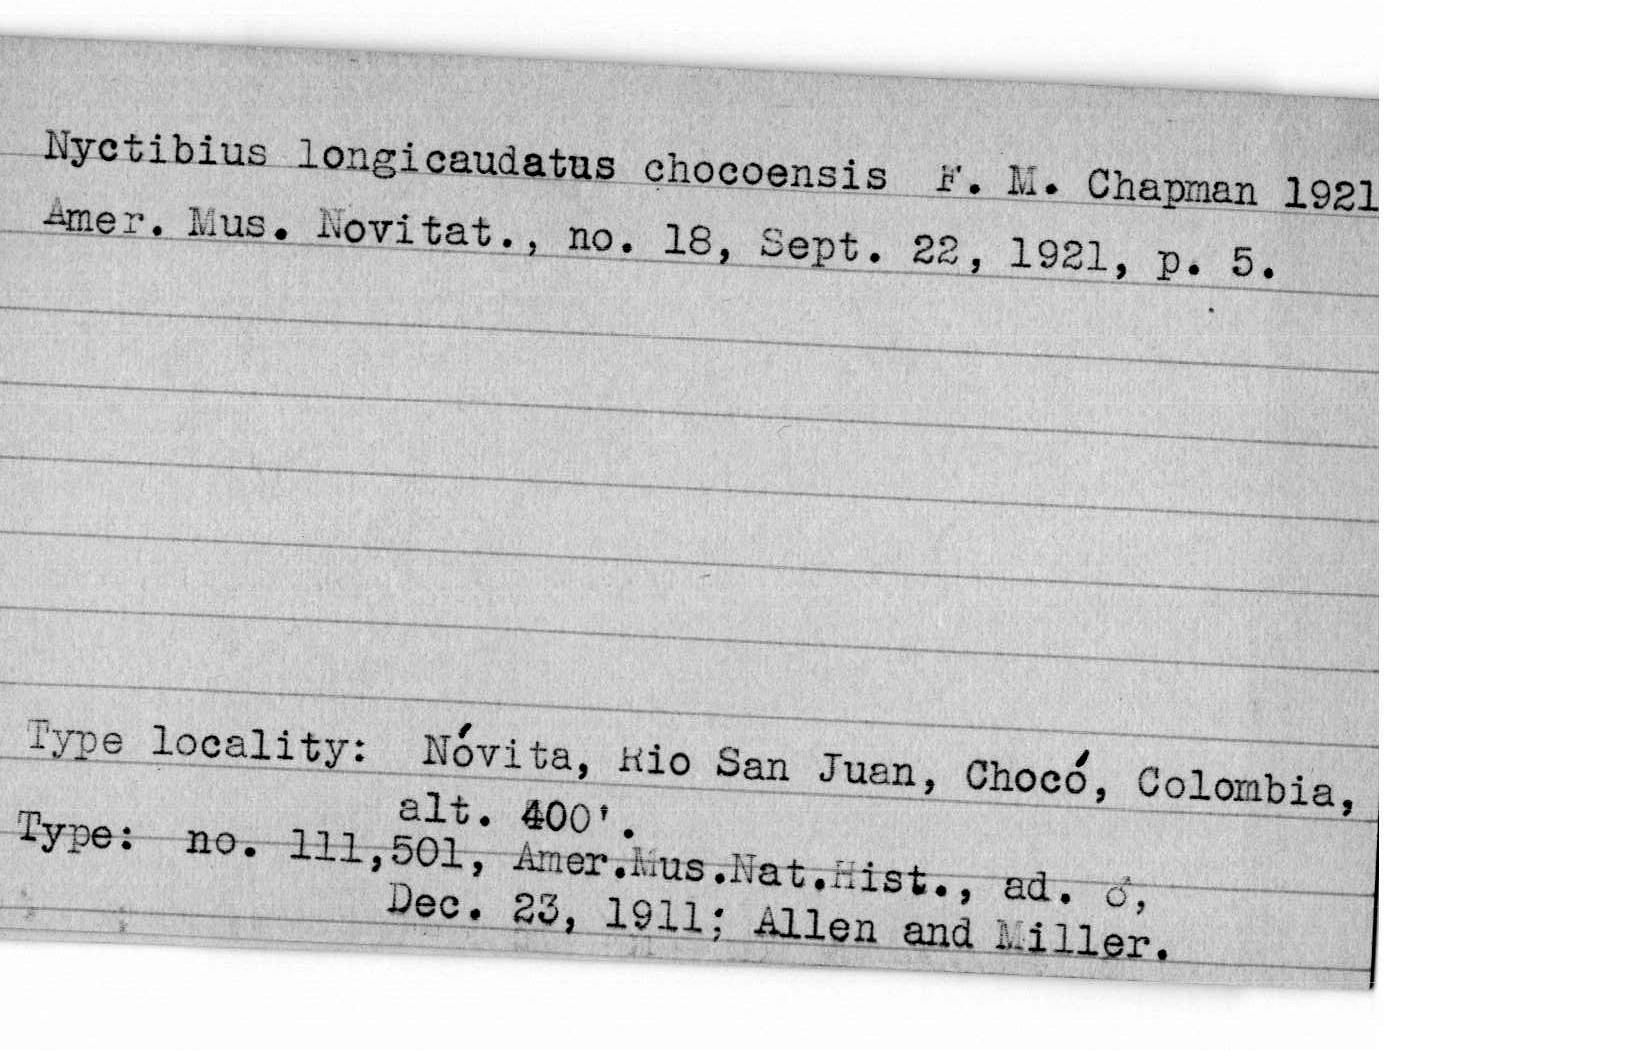 Nyctibius longicaudatus chocoensis F. M. Chapman 1921
Amer. Mus. Novitat., no. 18, Sept. 22, 1921, p. 5.
Type locality: Nóvita, Rio San Juan, Chocó, Colombia,
alt. 400'.
Type: no. 111,501, Amer.Mus.Nat.Hist., ad. ♂,
Dec. 23, 1911; Allen and Miller.